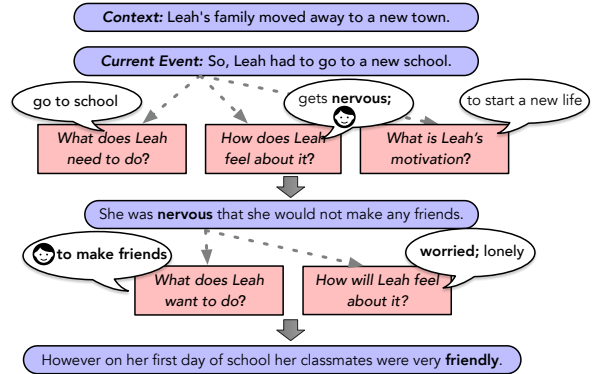 Context: Leah's family moved away to a new town.
Current Event: So, Leah had to go to a new school.
go to school
gets nervous;
to start a new life
What does Leah
need to do?
How does Leah
feel about it?
What is Leah's
motivation?
She was nervous that she would not make any friends.
to make friends
worried; lonely
What does Leah
want to do?
How will Leah feel
about it?
However on her first day of school her classmates were very friendly.